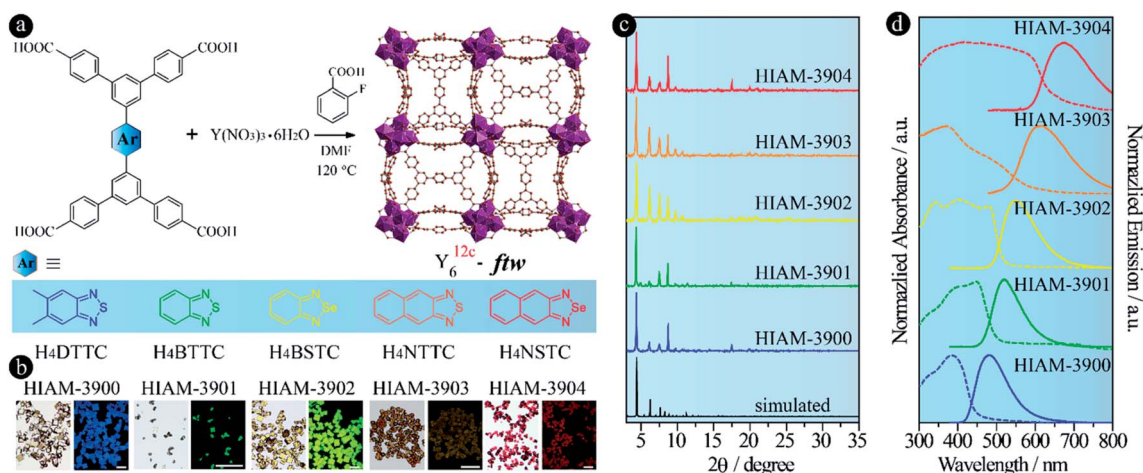 a
HOOC
COOH
Ar
HOOC
COOH
+ Y(NO₃)₃•6H₂O
COOH
F
DMF
120 °C
Y₆¹²ᶜ - ftw
Ar ≡
N
S
N
N
S
N
N
Se
N
N
S
N
N
Se
N
H₄DTTC H₄BTTC H₄BSTC H₄NTTC H₄NSTC
b
HIAM-3900 HIAM-3901 HIAM-3902 HIAM-3903 HIAM-3904
c
HIAM-3904
HIAM-3903
HIAM-3902
HIAM-3901
HIAM-3900
simulated
5 10 15 20 25 30 35
2θ / degree
d
Normazlied Absorbance / a.u.
HIAM-3904
HIAM-3903
HIAM-3902
HIAM-3901
HIAM-3900
300 400 500 600 700 800
Wavelength / nm
Normazlied Emission / a.u.